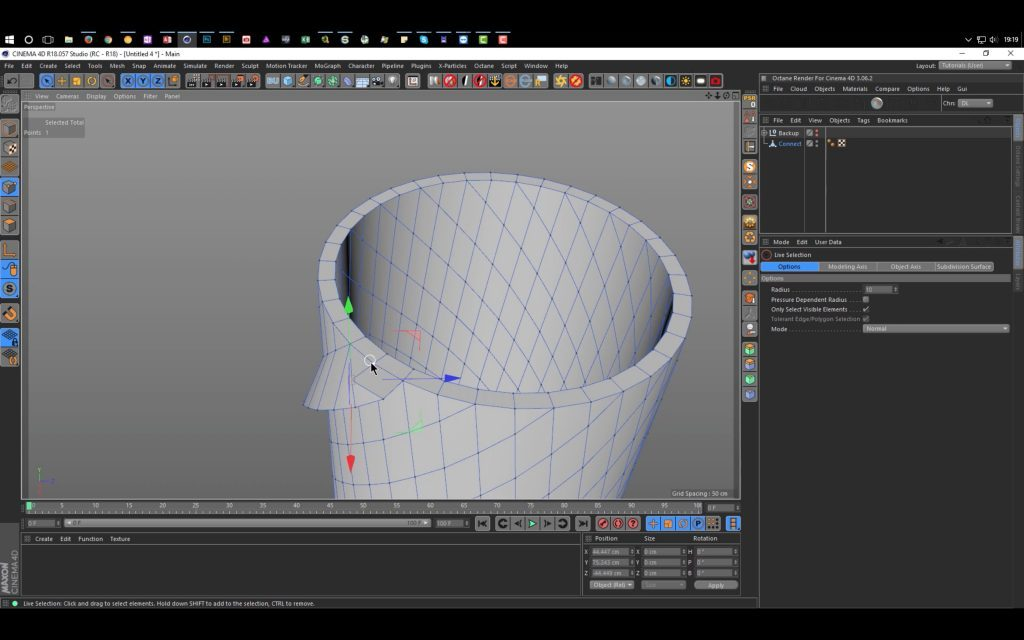 19:19
CINEMA 4D R18.057 Studio (RC - R18) - [Untitled 4 *] - Main
File Edit Create Select Tools Mesh Snap Animate Simulate Render Sculpt Motion Tracker MoGraph Character Pipeline Plugins X-Particles Octane Script Window Help
Layout: Tutorials (User)
View Cameras Display Options Filter Panel
Perspective
Selected Total
Points 1
Grid Spacing : 50 cm
PSR
0
Octane Render For Cinema 4D 3.06.2
File Cloud Objects Materials Compare Options Help Gui
Chn: DL
File Edit View Objects Tags Bookmarks
Backup
Connect
Mode Edit User Data
Live Selection
Options Modeling Axis Object Axis Subdivision Surface
Options
Radius 10
Pressure Dependent Radius
Only Select Visible Elements
Tolerant Edge/Polygon Selection
Mode Normal
0 5 10 15 20 25 30 35 40 45 50 55 60 65 70 75 80 85 90 95 100
0 F
0 F 0 F 100 F 100 F
Create Edit Function Texture
Position Size Rotation
X 44.447 cm X 0 cm H 0 °
Y 75.243 cm Y 0 cm P 0 °
Z -44.449 cm Z 0 cm B 0 °
Object (Rel) Size Apply
MAXON
CINEMA 4D
Live Selection: Click and drag to select elements. Hold down SHIFT to add to the selection, CTRL to remove.